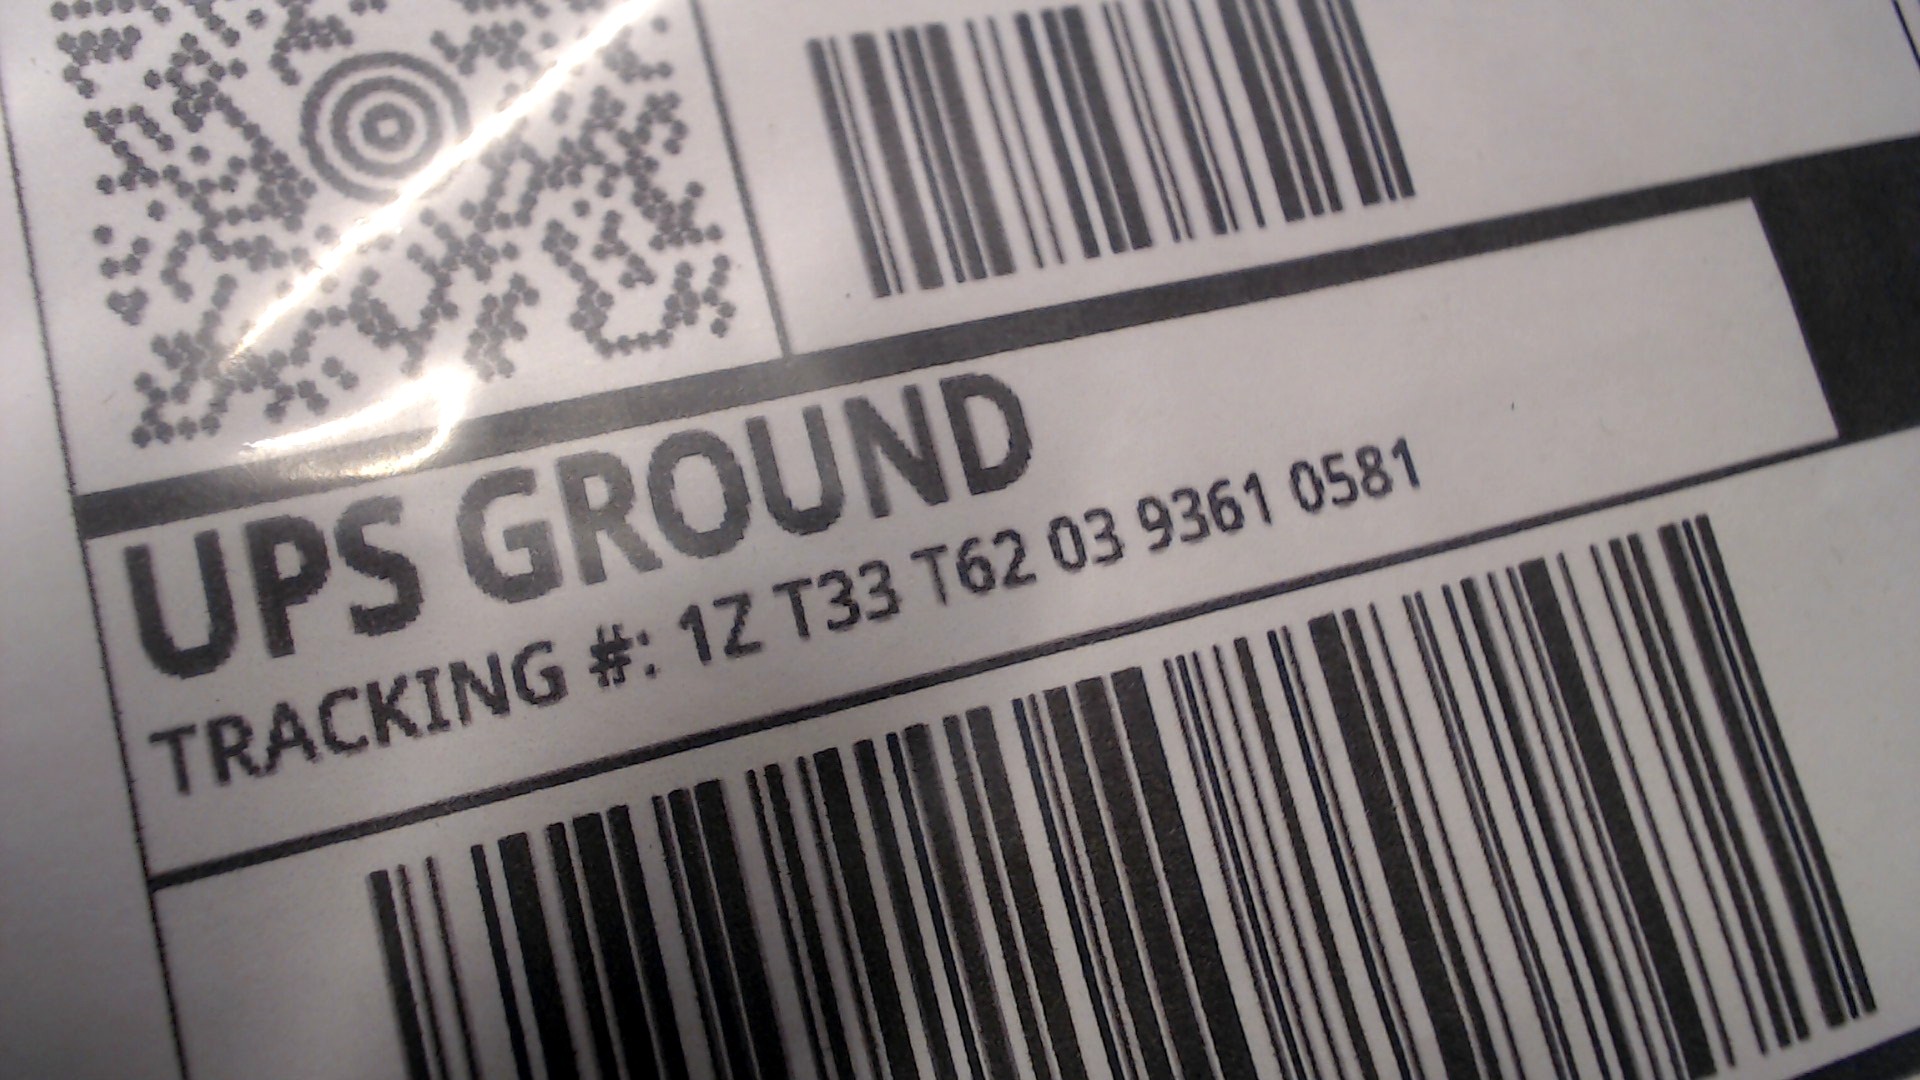 UPS GROUND
TRACKING #: 1Z T33 T62 03 9361 0581